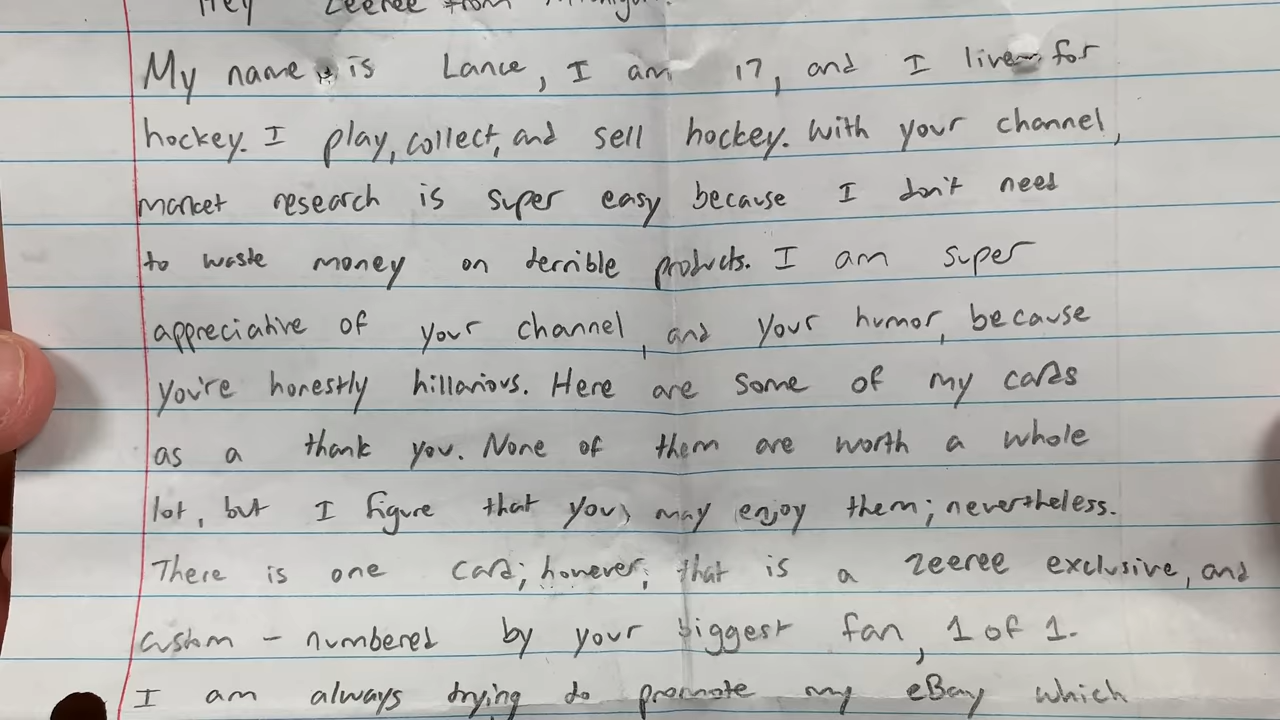 Hey Zeeree from Michigan.
My name is Lance, I am 17, and I live for
hockey. I play, collect, and sell hockey. With your channel,
market research is super easy because I don't need
to waste money on terrible products. I am super
appreciative of your channel, and your humor, because
you're honestly hillarious. Here are some of my cards
as a thank you. None of them are worth a whole
lot, but I figure that you may enjoy them; nevertheless.
There is one card; however, that is a zeeree exclusive, and
custom - numbered by your biggest fan, 1 of 1.
I am always trying to promote my eBay which